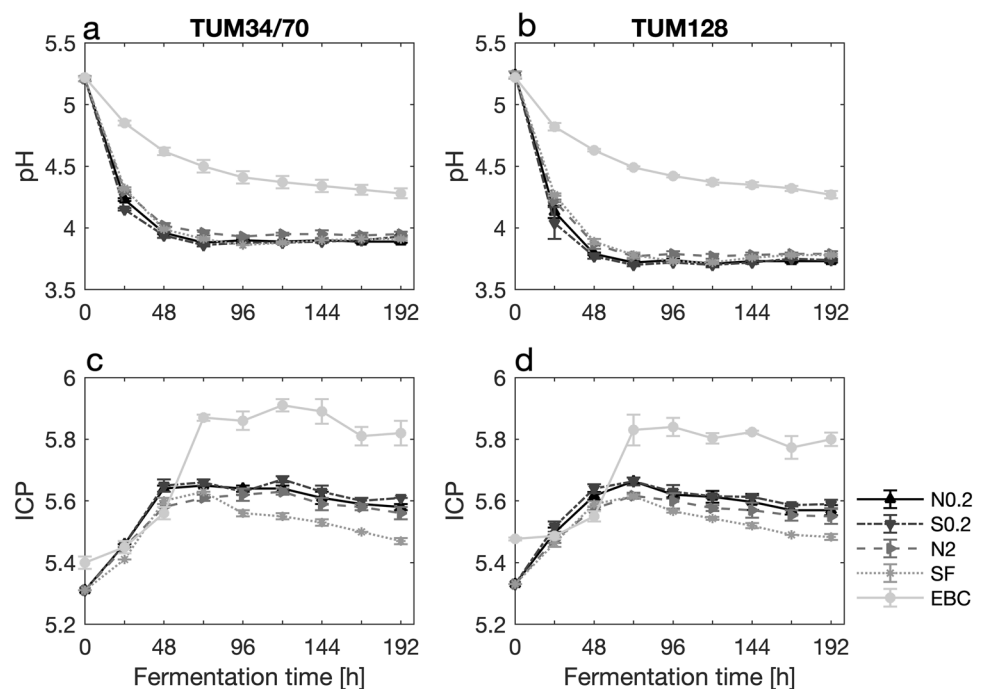 a TUM34/70
b TUM128
5.5
5
4.5
4
3.5
pH
0 48 96 144 192
5.5
5
4.5
4
3.5
pH
0 48 96 144 192
c
6
5.8
5.6
5.4
5.2
ICP
0 48 96 144 192
Fermentation time [h]
d
6
5.8
5.6
5.4
5.2
ICP
0 48 96 144 192
Fermentation time [h]
N0.2
S0.2
N2
SF
EBC